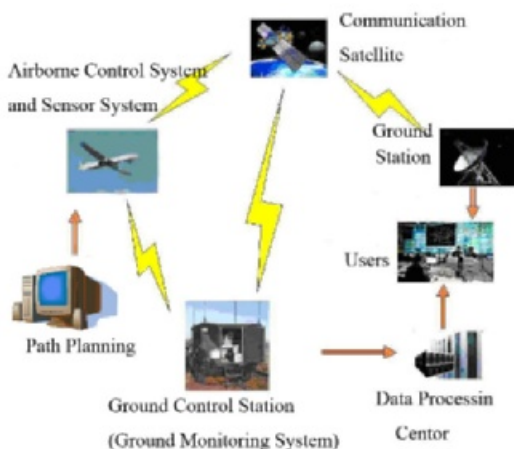 Communication
Satellite
Airborne Control System
and Sensor System
Ground
Station
Users
Path Planning
Ground Control Station
(Ground Monitoring System)
Data Processin
Centor